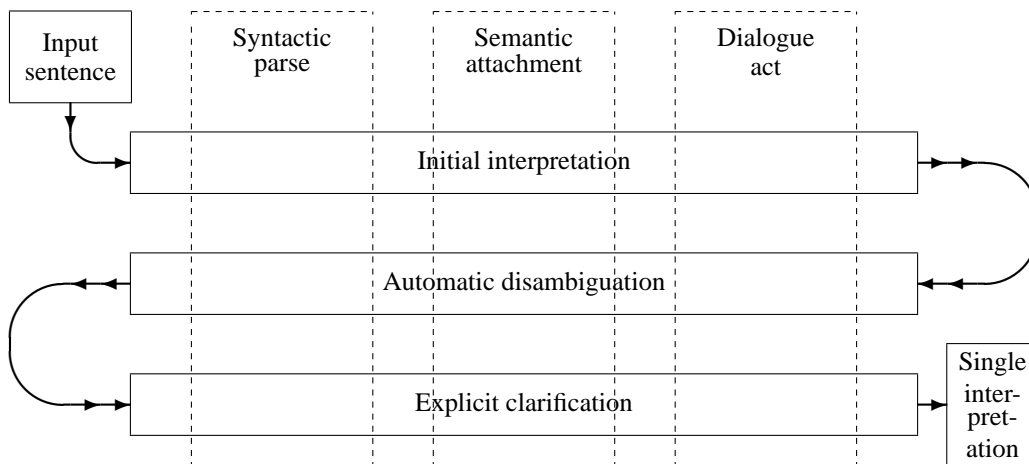 Input
sentence
Syntactic
parse
Semantic
attachment
Dialogue
act
Initial interpretation
Automatic disambiguation
Explicit clarification
Single
inter-
pret-
ation